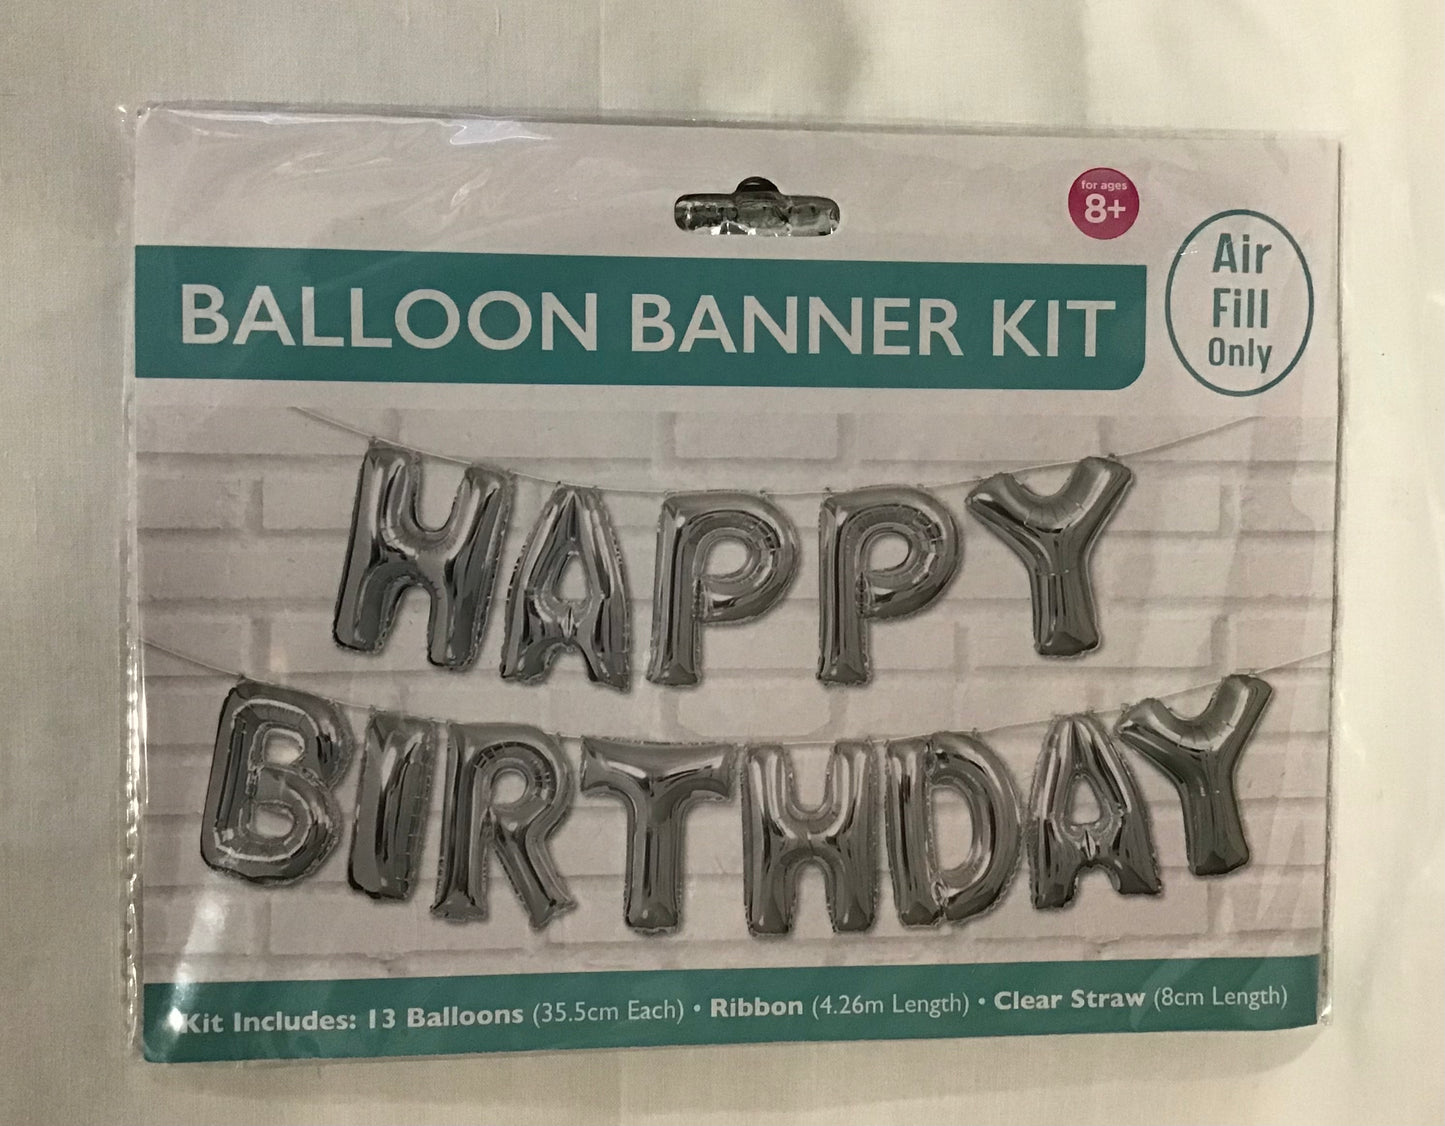 for ages
8+
Air
Fill
Only
BALLOON BANNER KIT
HAPPY
BIRTHDAY
Kit Includes: 13 Balloons (35.5cm Each) • Ribbon (4.26m Length) • Clear Straw (8cm Length)